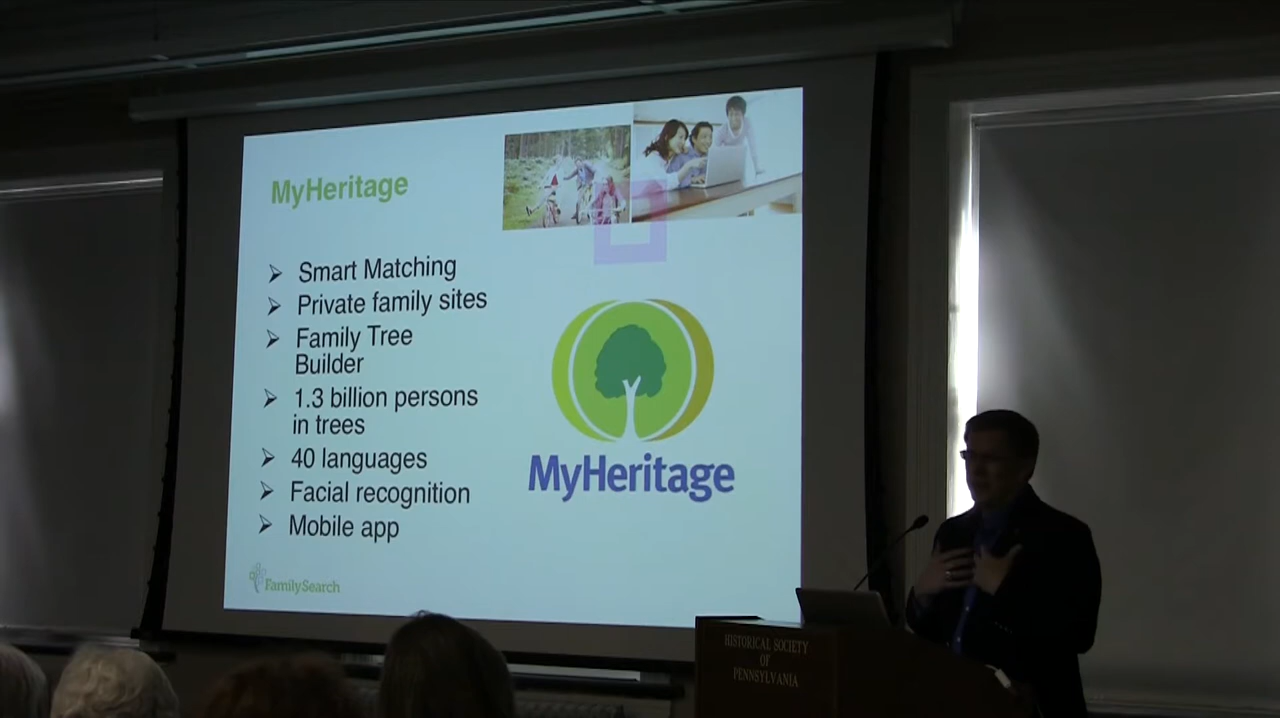 MyHeritage
➢ Smart Matching
➢ Private family sites
➢ Family Tree
Builder
➢ 1.3 billion persons
in trees
➢ 40 languages
➢ Facial recognition
➢ Mobile app
MyHeritage
FamilySearch
HISTORICAL SOCIETY
OF
PENNSYLVANIA